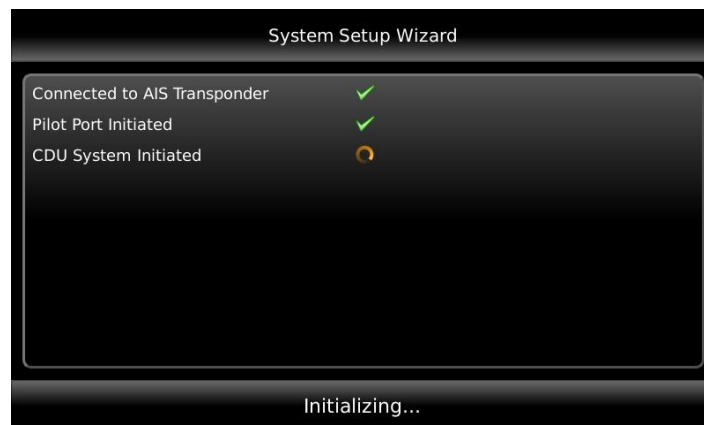 System Setup Wizard
Connected to AIS Transponder
Pilot Port Initiated
CDU System Initiated
Initializing...